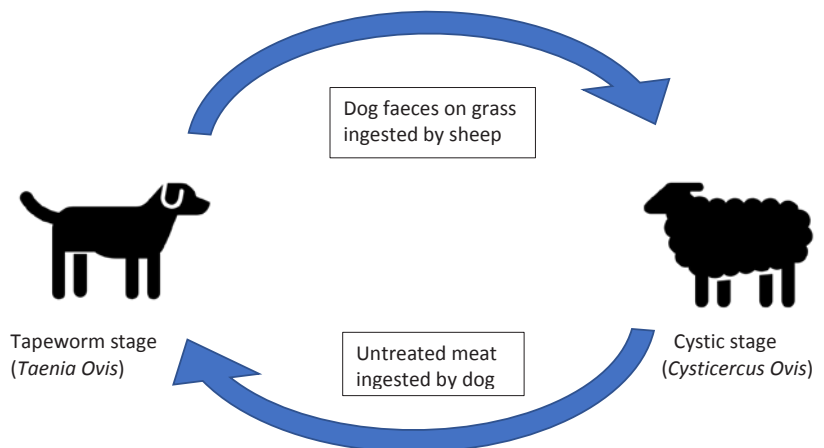 Dog faeces on grass
ingested by sheep
Tapeworm stage
(Taenia Ovis)
Untreated meat
ingested by dog
Cystic stage
(Cysticercus Ovis)